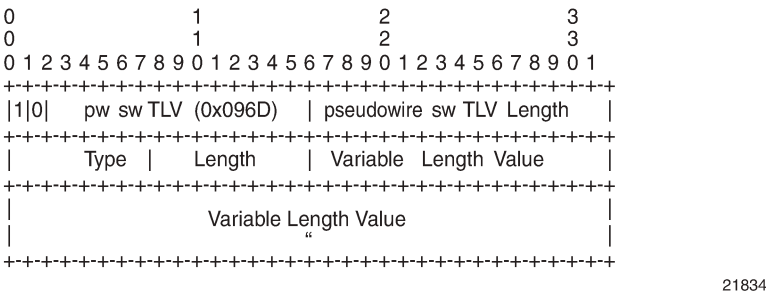 0 1 2 3
0 1 2 3
0 1 2 3 4 5 6 7 8 9 0 1 2 3 4 5 6 7 8 9 0 1 2 3 4 5 6 7 8 9 0 1
+-+-+-+-+-+-+-+-+-+-+-+-+-+-+-+-+-+-+-+-+-+-+-+-+-+-+-+-+-+-+-+-+
|1|0| pw sw TLV (0x096D) | pseudowire sw TLV Length |
+-+-+-+-+-+-+-+-+-+-+-+-+-+-+-+-+-+-+-+-+-+-+-+-+-+-+-+-+-+-+-+-+
| Type | Length | Variable Length Value |
+-+-+-+-+-+-+-+-+-+-+-+-+-+-+-+-+-+-+-+-+-+-+-+-+-+-+-+-+-+-+-+-+
| Variable Length Value |
| “ |
+-+-+-+-+-+-+-+-+-+-+-+-+-+-+-+-+-+-+-+-+-+-+-+-+-+-+-+-+-+-+-+-+
21834